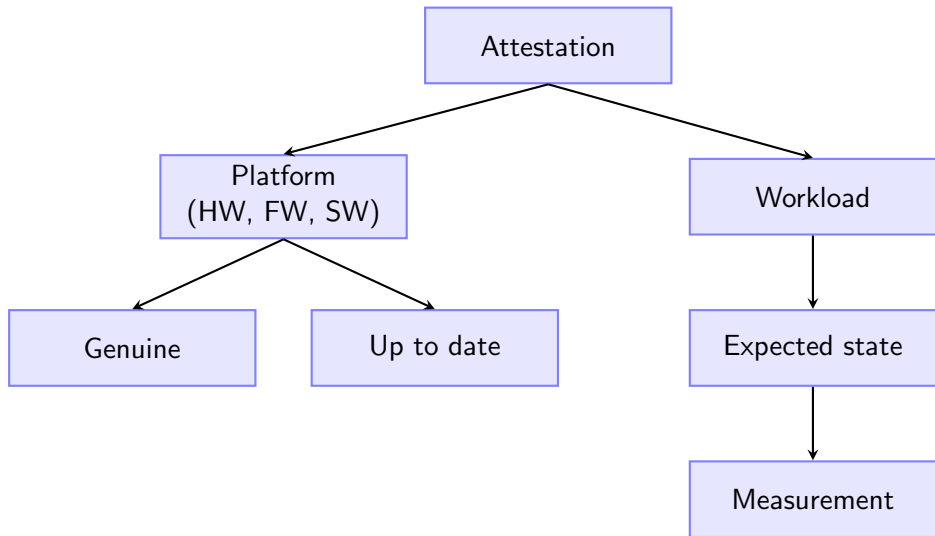 Attestation
Platform
(HW, FW, SW)
Workload
Genuine
Up to date
Expected state
Measurement